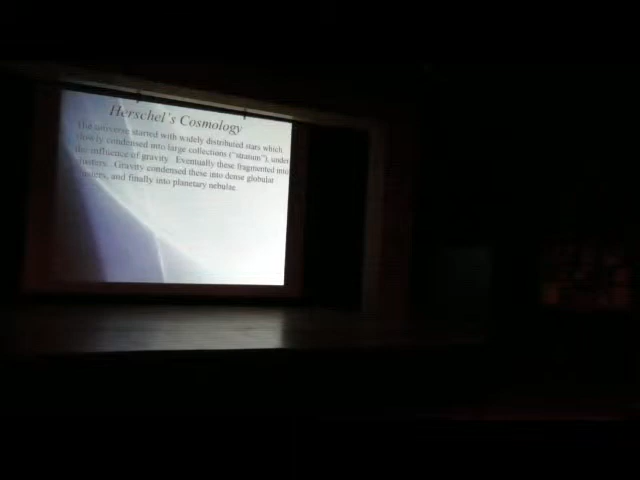 Herschel's Cosmology
The universe started with widely distributed stars which
slowly condensed into large collections ("stratum"), under
the influence of gravity. Eventually these fragmented into
clusters. Gravity condensed these into dense globular
clusters, and finally into planetary nebulae.